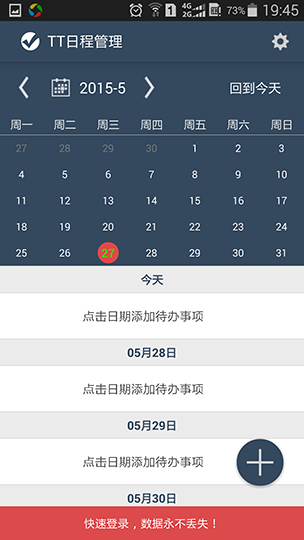 4G 2G 1 73% 19:45
TT日程管理
2015-5 回到今天
周一 周二 周三 周四 周五 周六 周日
27 28 29 30 1 2 3
4 5 6 7 8 9 10
11 12 13 14 15 16 17
18 19 20 21 22 23 24
25 26 27 28 29 30 31
今天
点击日期添加待办事项
05月28日
点击日期添加待办事项
05月29日
点击日期添加待办事项
05月30日
快速登录，数据永不丢失！